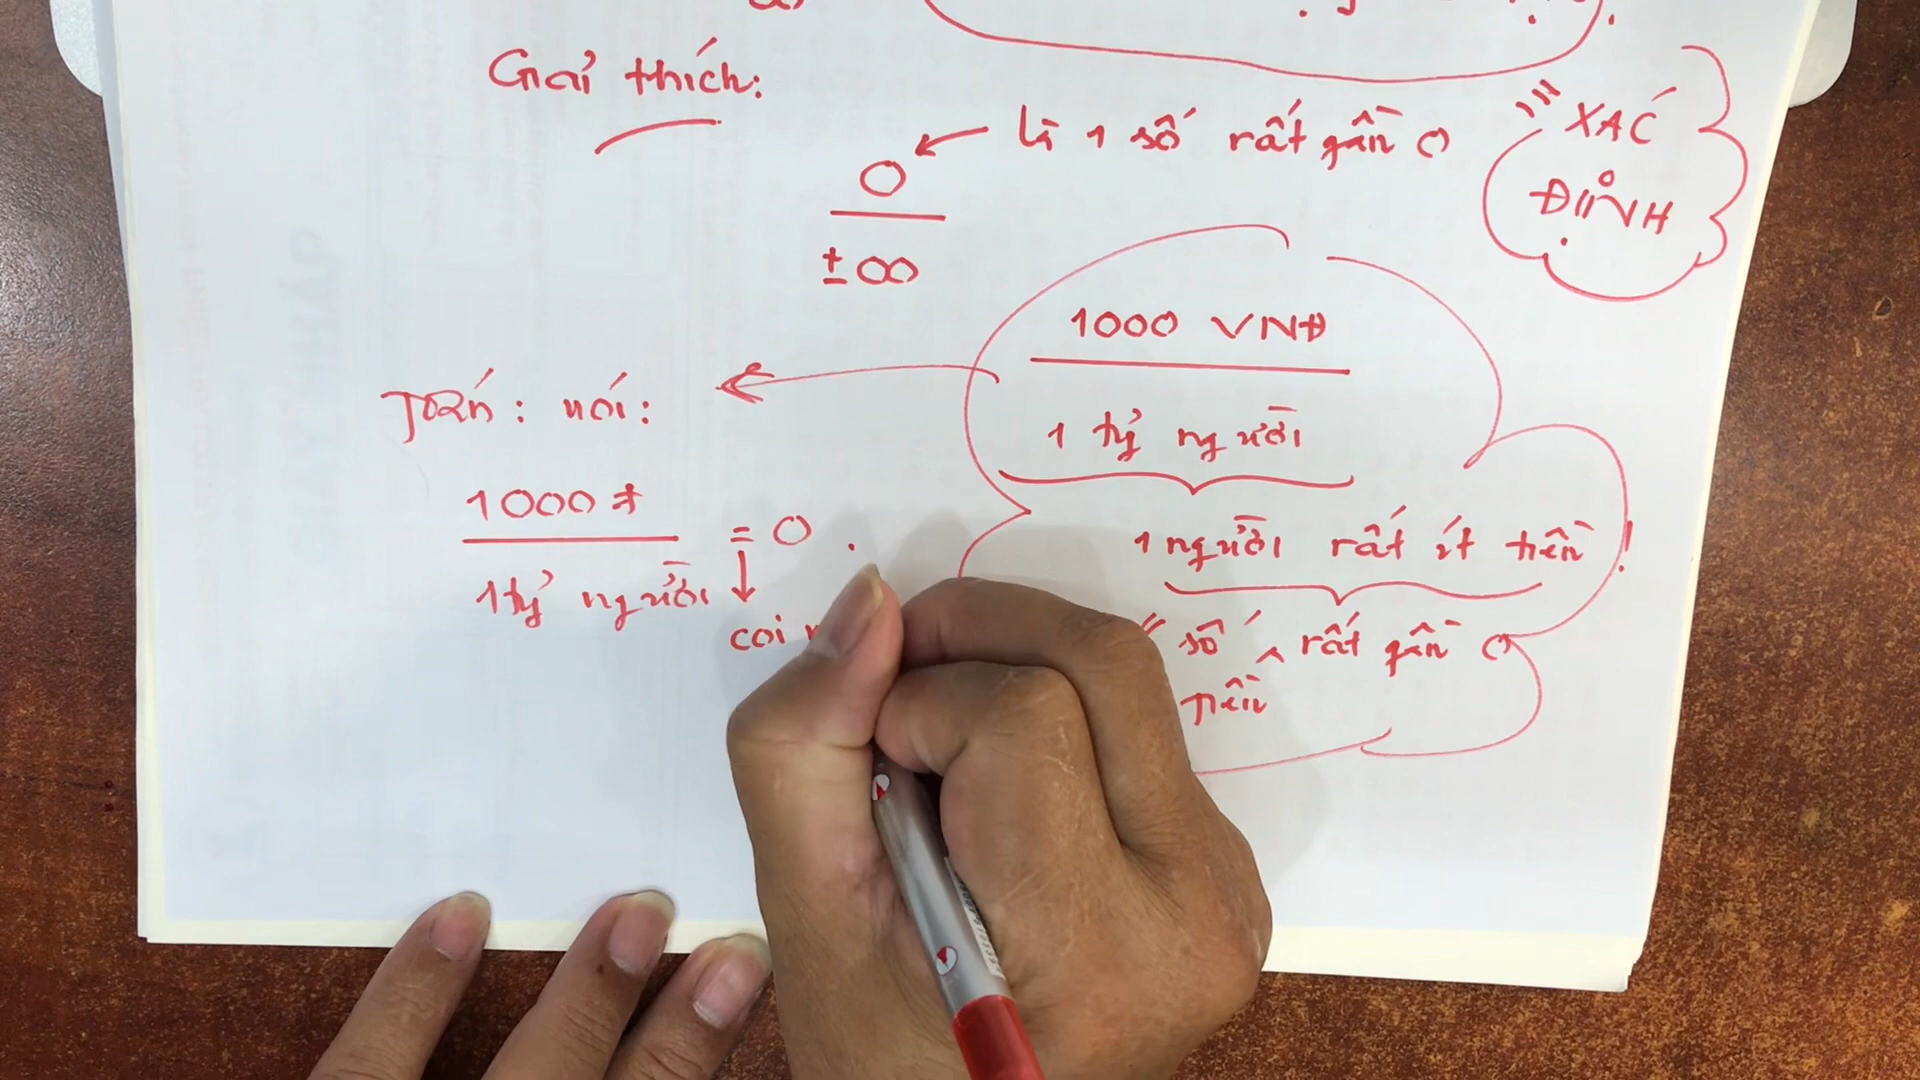 Giải thích:
0 ← là 1 số rất gần 0
±∞
XÁC
ĐỊNH
1000 VNĐ
1 tỷ người
1 người rất ít tiền!
số tiền rất gần 0
Toán: nói:
1000đ
1 tỷ người
= 0.
↓
coi